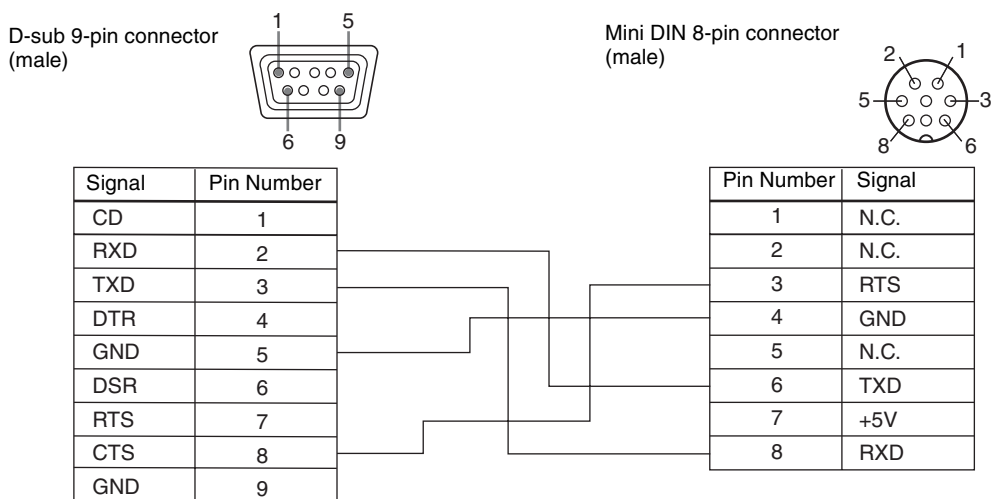 D-sub 9-pin connector
(male)
1 5
6 9
Mini DIN 8-pin connector
(male)
2 1
5 3
8 6
Signal Pin Number
CD 1
RXD 2
TXD 3
DTR 4
GND 5
DSR 6
RTS 7
CTS 8
GND 9
Pin Number Signal
1 N.C.
2 N.C.
3 RTS
4 GND
5 N.C.
6 TXD
7 +5V
8 RXD